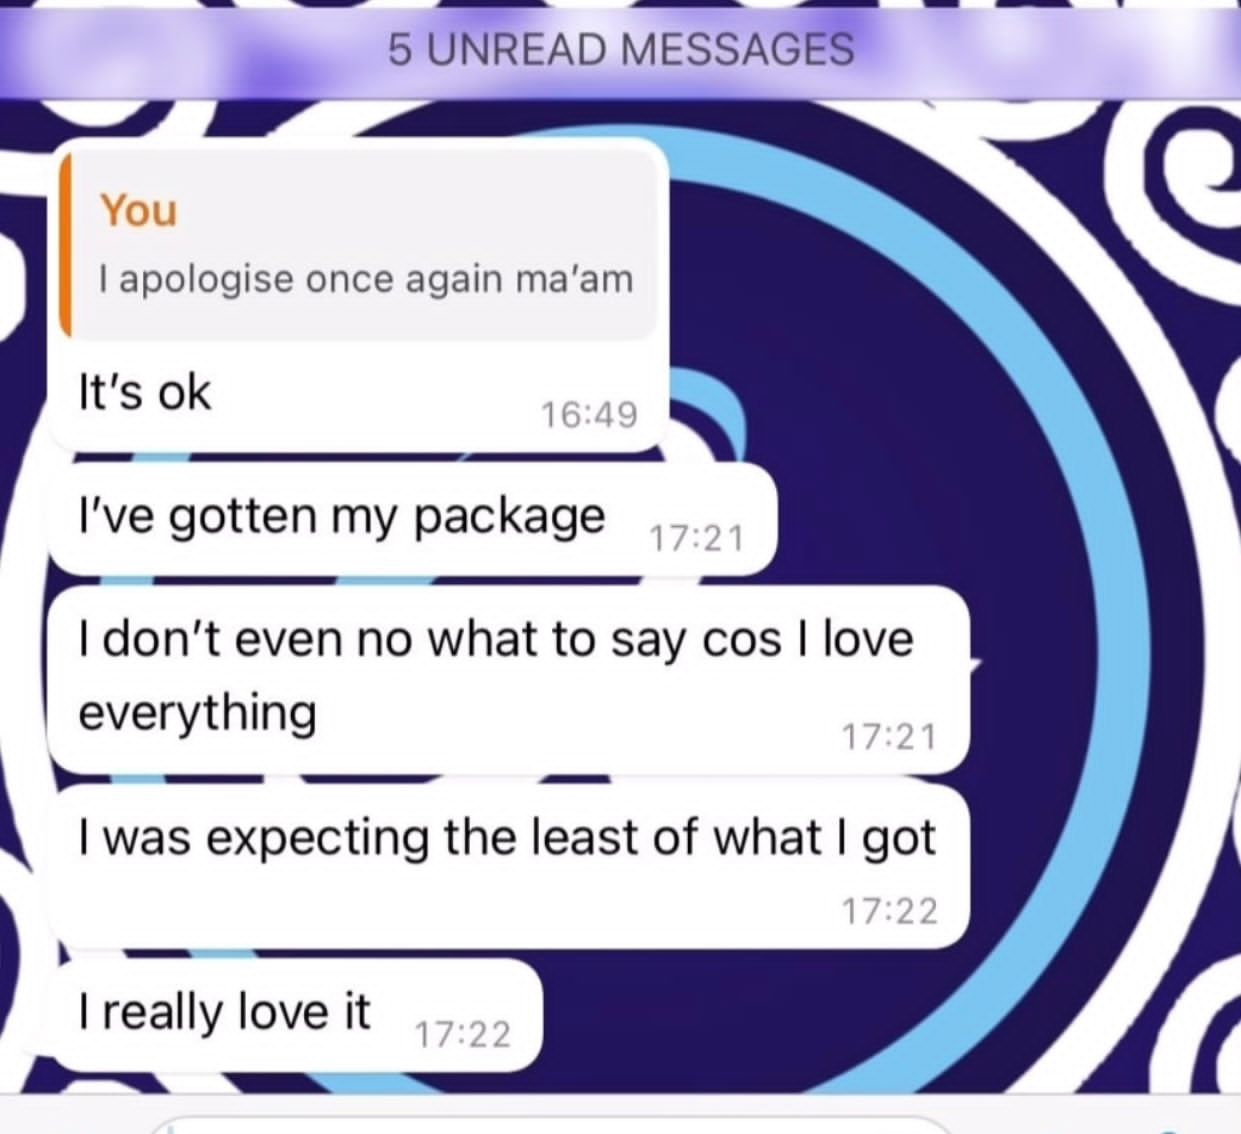 5 UNREAD MESSAGES
You
I apologise once again ma'am
It's ok
16:49
I've gotten my package 17:21
I don't even no what to say cos I love
everything
17:21
I was expecting the least of what I got
17:22
I really love it 17:22